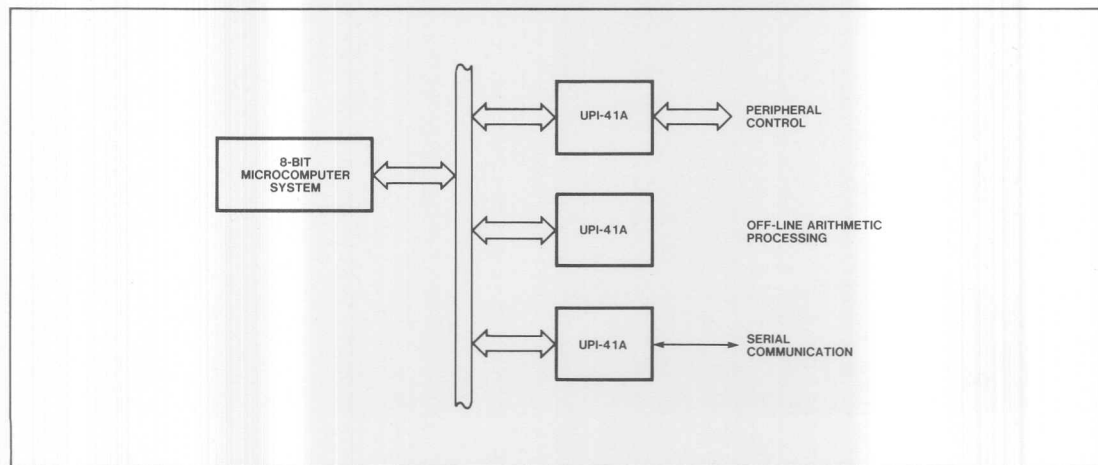 UPI-41A
PERIPHERAL
CONTROL
8-BIT
MICROCOMPUTER
SYSTEM
UPI-41A
OFF-LINE ARITHMETIC
PROCESSING
UPI-41A
SERIAL
COMMUNICATION